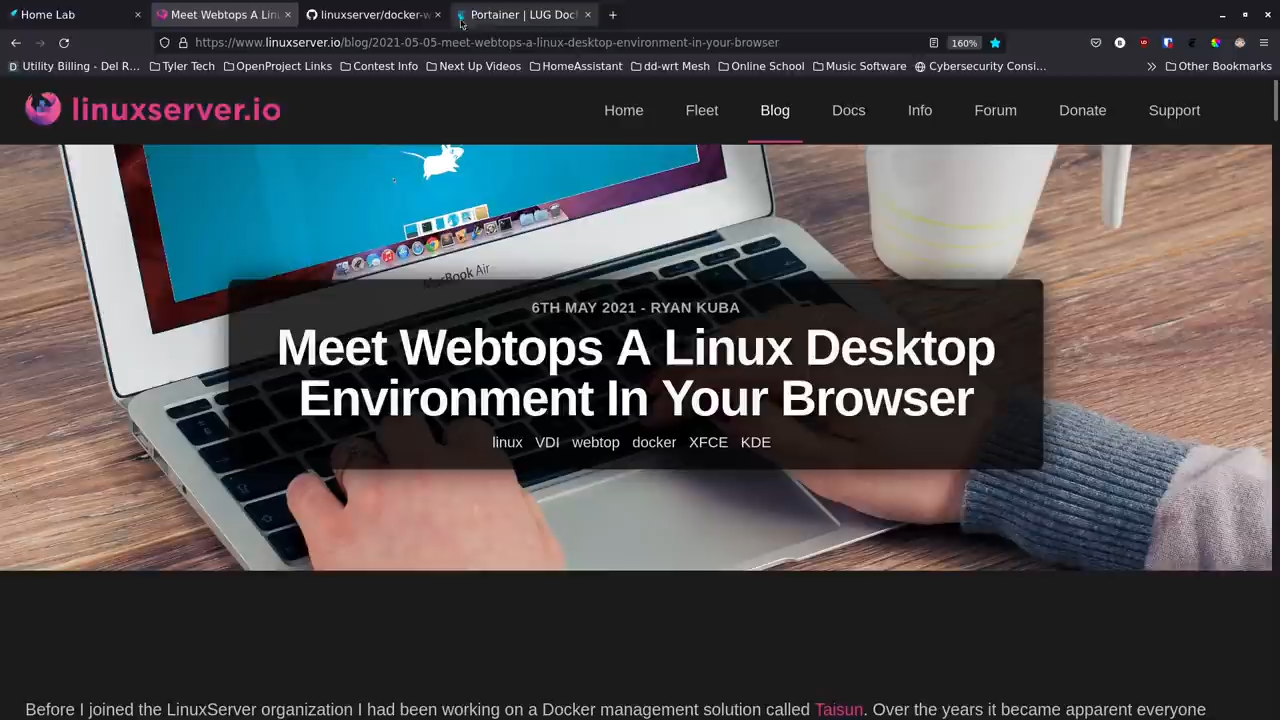 Home Lab
Meet Webtops A Lin
linuxserver/docker-w
Portainer | LUG Doc
https://www.linuxserver.io/blog/2021-05-05-meet-webtops-a-linux-desktop-environment-in-your-browser
160%
Utility Billing - Del R...
Tyler Tech
OpenProject Links
Contest Info
Next Up Videos
HomeAssistant
dd-wrt Mesh
Online School
Music Software
Cybersecurity Consi...
Other Bookmarks
linuxserver.io
Home
Fleet
Blog
Docs
Info
Forum
Donate
Support
MacBook Air
6TH MAY 2021 - RYAN KUBA
Meet Webtops A Linux Desktop
Environment In Your Browser
linux VDI webtop docker XFCE KDE
Before I joined the LinuxServer organization I had been working on a Docker management solution called Taisun. Over the years it became apparent everyone